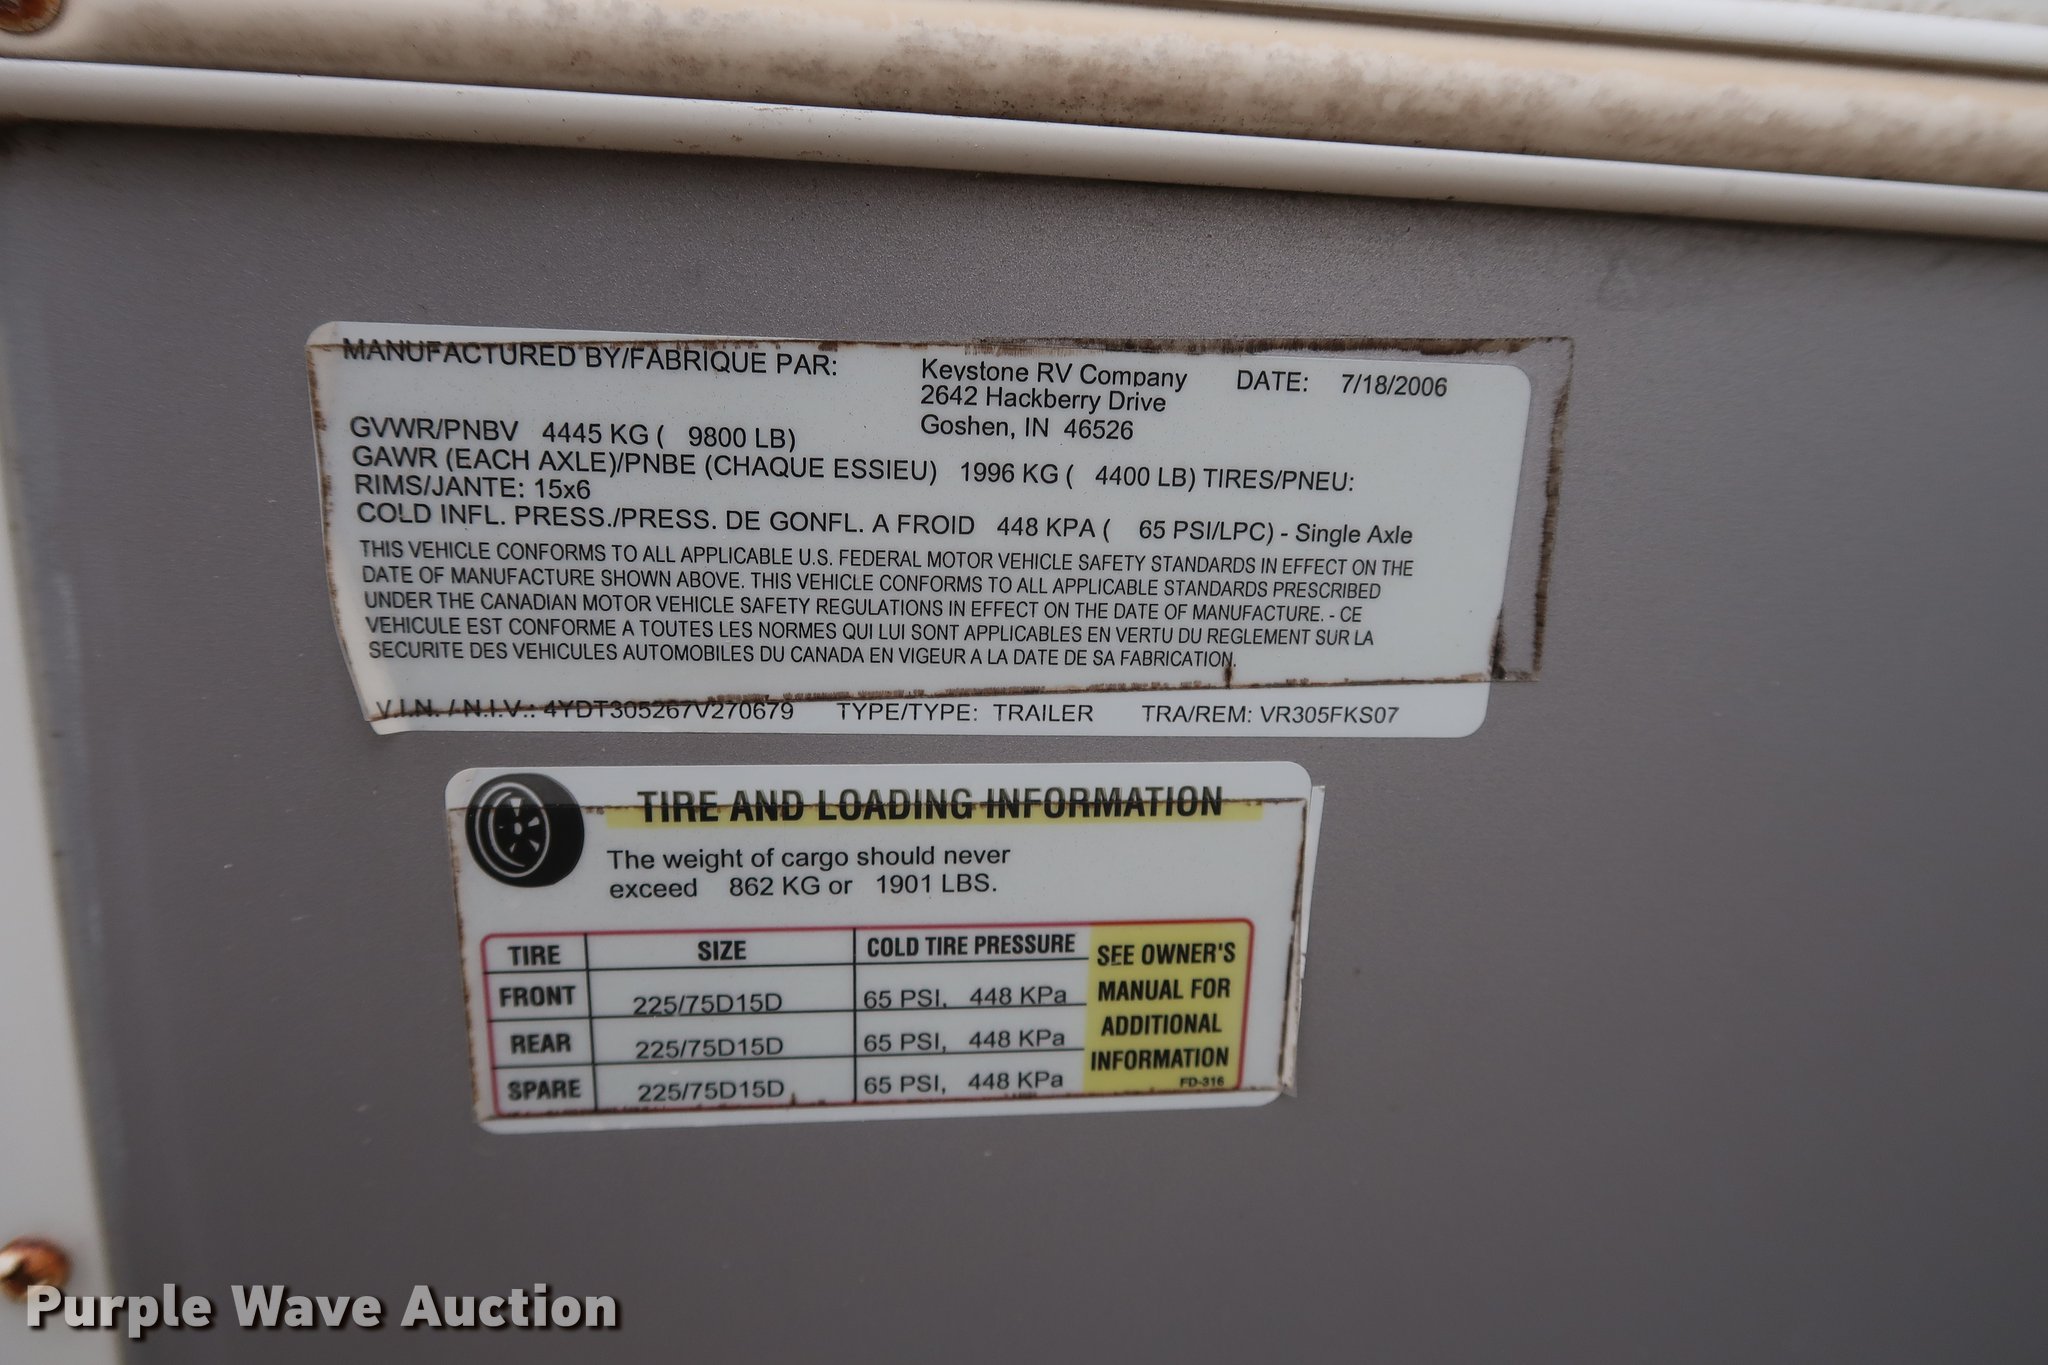 MANUFACTURED BY/FABRIQUE PAR: Keystone RV Company DATE: 7/18/2006
2642 Hackberry Drive
Goshen, IN 46526
GVWR/PNBV 4445 KG ( 9800 LB)
GAWR (EACH AXLE)/PNBE (CHAQUE ESSIEU) 1996 KG ( 4400 LB) TIRES/PNEU:
RIMS/JANTE: 15x6
COLD INFL. PRESS./PRESS. DE GONFL. A FROID 448 KPA ( 65 PSI/LPC) - Single Axle
THIS VEHICLE CONFORMS TO ALL APPLICABLE U.S. FEDERAL MOTOR VEHICLE SAFETY STANDARDS IN EFFECT ON THE
DATE OF MANUFACTURE SHOWN ABOVE. THIS VEHICLE CONFORMS TO ALL APPLICABLE STANDARDS PRESCRIBED
UNDER THE CANADIAN MOTOR VEHICLE SAFETY REGULATIONS IN EFFECT ON THE DATE OF MANUFACTURE. - CE
VEHICULE EST CONFORME A TOUTES LES NORMES QUI LUI SONT APPLICABLES EN VERTU DU REGLEMENT SUR LA
SECURITE DES VEHICULES AUTOMOBILES DU CANADA EN VIGEUR A LA DATE DE SA FABRICATION.
V.I.N. / N.I.V.: 4YDT305267V270679 TYPE/TYPE: TRAILER TRA/REM: VR305FKS07
TIRE AND LOADING INFORMATION
The weight of cargo should never
exceed 862 KG or 1901 LBS.
TIRE SIZE COLD TIRE PRESSURE
FRONT 225/75D15D 65 PSI, 448 KPa
REAR 225/75D15D 65 PSI, 448 KPa
SPARE 225/75D15D 65 PSI, 448 KPa
SEE OWNER'S
MANUAL FOR
ADDITIONAL
INFORMATION
FD-316
Purple Wave Auction